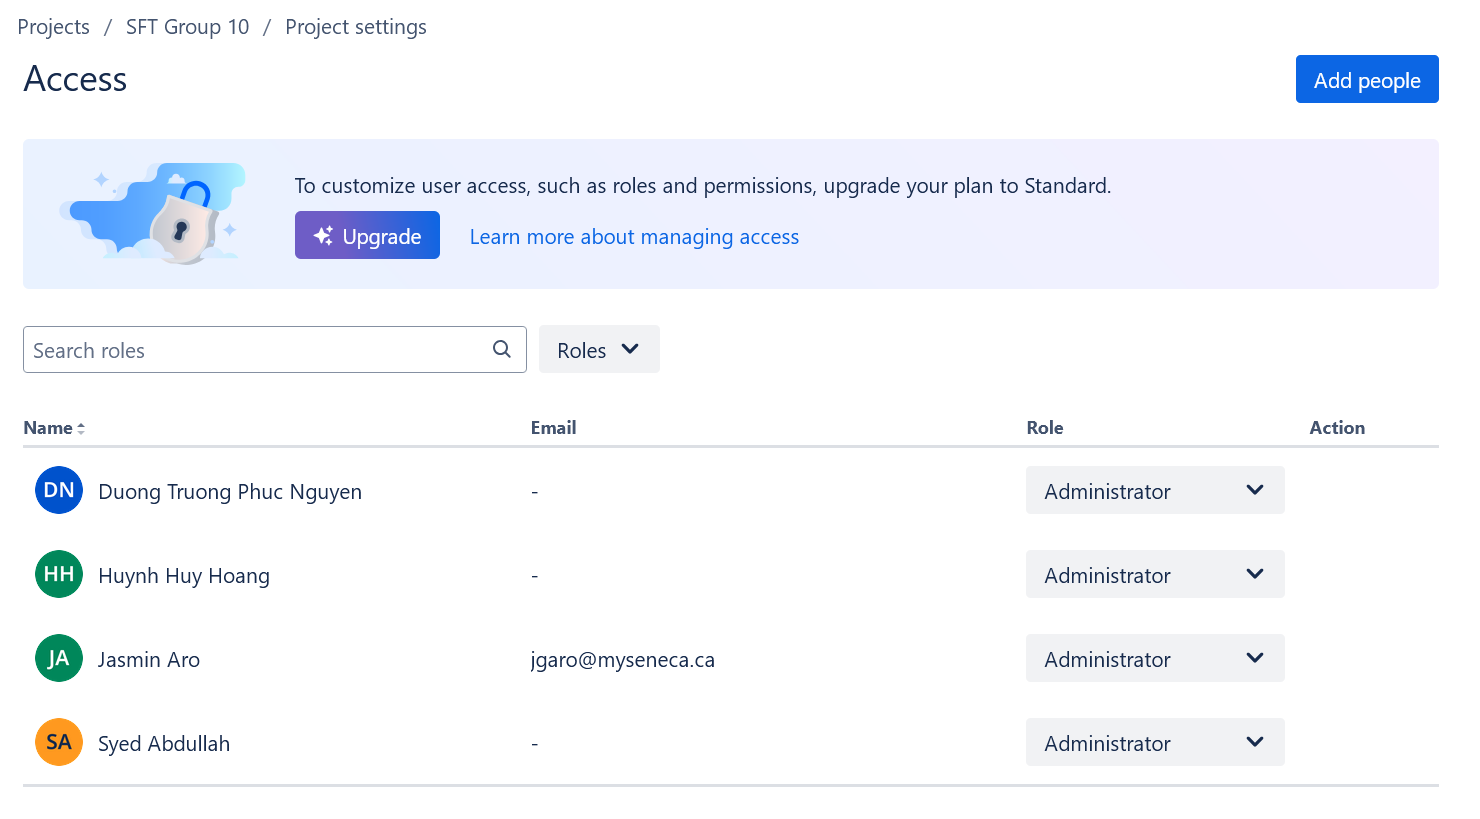 Projects / SFT Group 10 / Project settings
Access
Add people
To customize user access, such as roles and permissions, upgrade your plan to Standard.
Upgrade Learn more about managing access
Search roles Roles
Name Email Role Action
DN Duong Truong Phuc Nguyen - Administrator
HH Huynh Huy Hoang - Administrator
JA Jasmin Aro jgaro@myseneca.ca Administrator
SA Syed Abdullah - Administrator